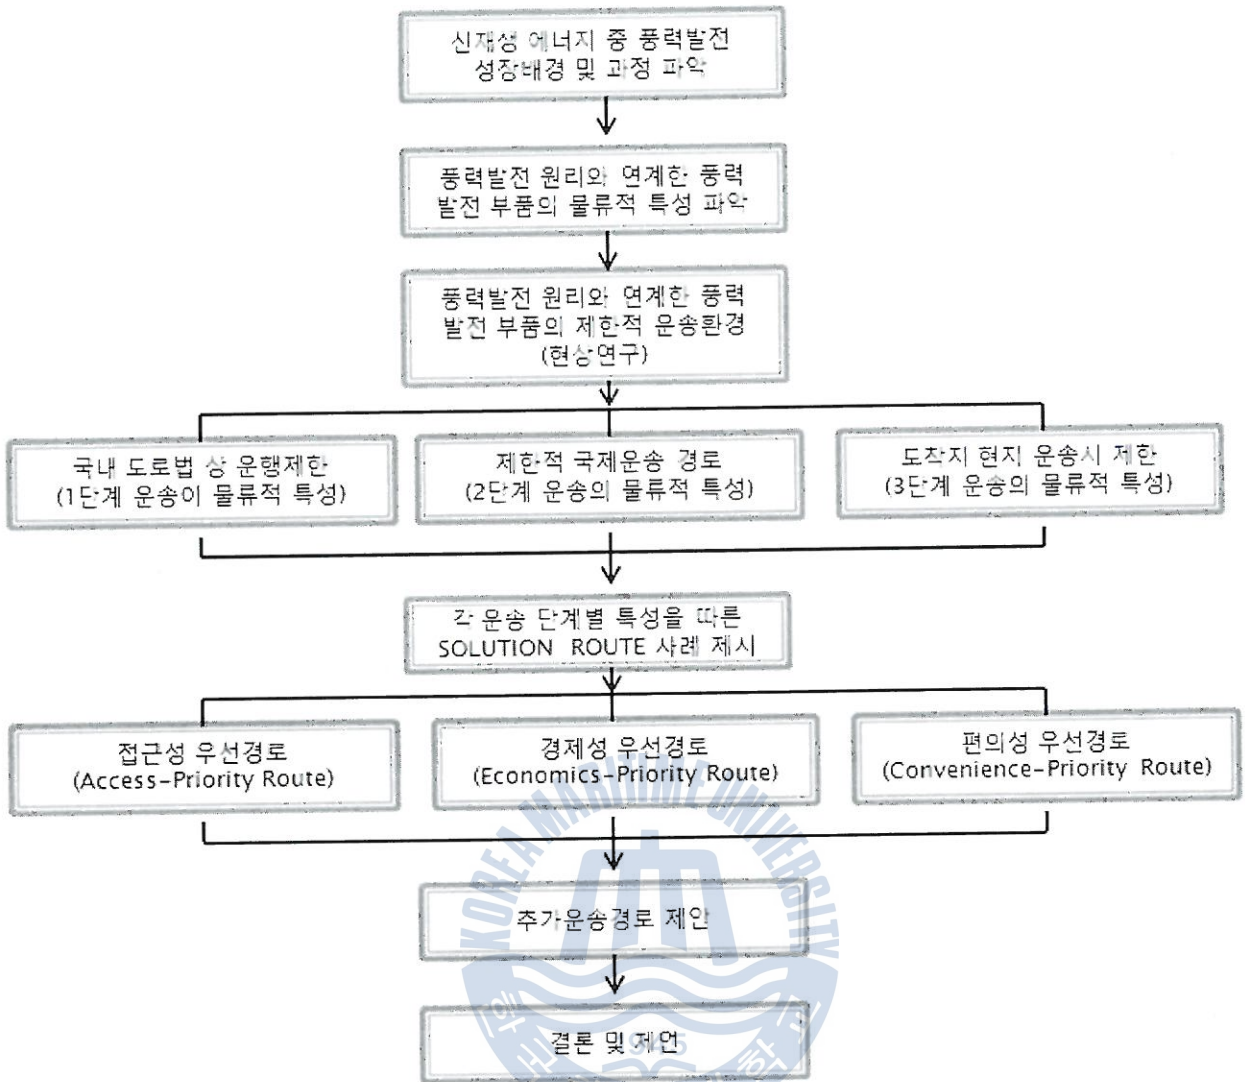 신재생 에너지 중 풍력발전
성장배경 및 과정 파악
풍력발전 원리와 연계한 풍력
발전 부품의 물류적 특성 파악
풍력발전 원리와 연계한 풍력
발전 부품의 제한적 운송환경
(현상연구)
국내 도로법 상 운행제한
(1단계 운송이 물류적 특성)
제한적 국제운송 경로
(2단계 운송의 물류적 특성)
도착지 현지 운송시 제한
(3단계 운송의 물류적 특성)
각 운송 단계별 특성을 따른
SOLUTION ROUTE 사례 제시
접근성 우선경로
(Access-Priority Route)
경제성 우선경로
(Economics-Priority Route)
편의성 우선경로
(Convenience-Priority Route)
KOREA MARITIME UNIVERSITY
추가운송경로 제안
결론 및 제언
1945